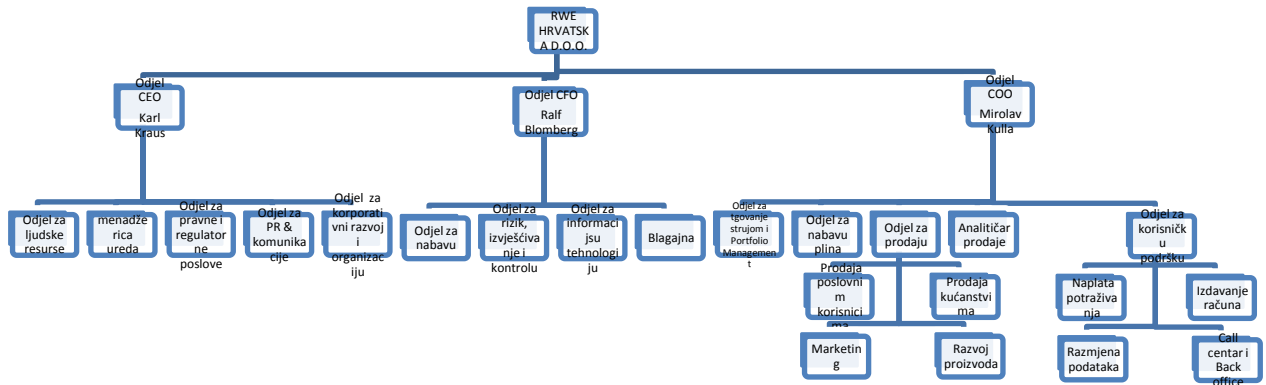 RWE
HRVATSK
A D.O.O.
Odjel
CEO
Karl
Kraus
Odjel CFO
Ralf
Blomberg
Odjel
COO
Mirolav
Kulla
Odjel za
ljudske
resurse
menadže
rica
ureda
Odjel za
pravne i
regulator
ne
poslove
Odjel za
PR &
komunika
cije
Odjel za
korporati
vni razvoj
i
organizac
iju
Odjel za
nabavu
Odjel za
rizik,
izvješćiva
nje i
kontrolu
Odjel za
informaci
jsu
tehnologi
ju
Blagajna
Odjel za
tgovanje
strujom i
Portfolio
Managemen
t
Odjel za
nabavu
plina
Odjel za
prodaju
Analitičar
prodaje
Odjel za
korisničk
u
podršku
Prodaja
poslovni
m
korisnici
ma
Prodaja
kućanstvi
ma
Marketin
g
Razvoj
proizvoda
Naplata
potraživa
nja
Izdavanje
računa
Razmjena
podataka
Call
centar i
Back
office